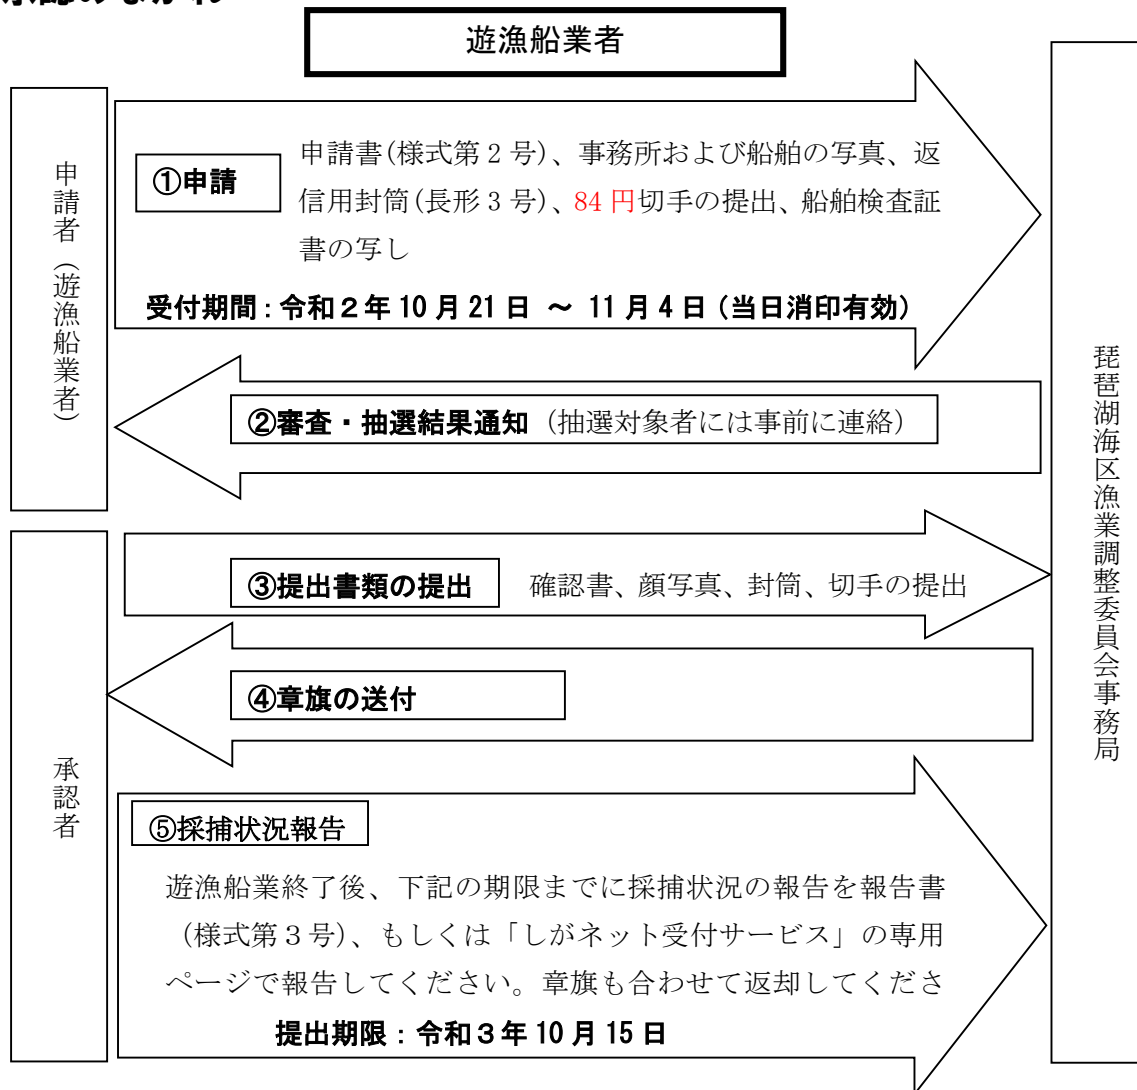 遊漁船業者
申請者（遊漁船業者）
①申請
申請書(様式第２号)、事務所および船舶の写真、返
信用封筒(長形３号)、84 円切手の提出、船舶検査証
書の写し
受付期間：令和２年 10 月 21 日 ～ 11 月 4 日（当日消印有効）
②審査・抽選結果通知（抽選対象者には事前に連絡）
③提出書類の提出 確認書、顔写真、封筒、切手の提出
④章旗の送付
承認者
⑤採捕状況報告
遊漁船業終了後、下記の期限までに採捕状況の報告を報告書
（様式第３号）、もしくは「しがネット受付サービス」の専用
ページで報告してください。章旗も合わせて返却してくださ
提出期限：令和３年 10 月 15 日
琵琶湖海区漁業調整委員会事務局